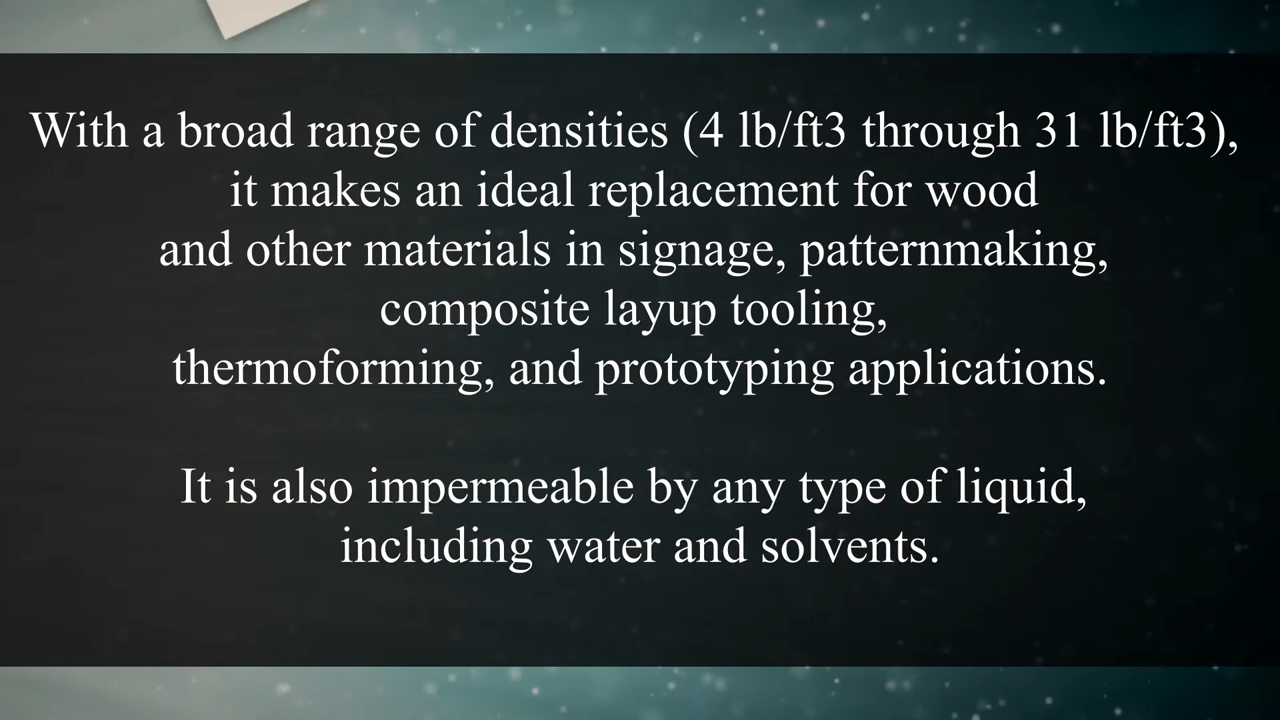 With a broad range of densities (4 lb/ft3 through 31 lb/ft3),
it makes an ideal replacement for wood
and other materials in signage, patternmaking,
composite layup tooling,
thermoforming, and prototyping applications.
It is also impermeable by any type of liquid,
including water and solvents.